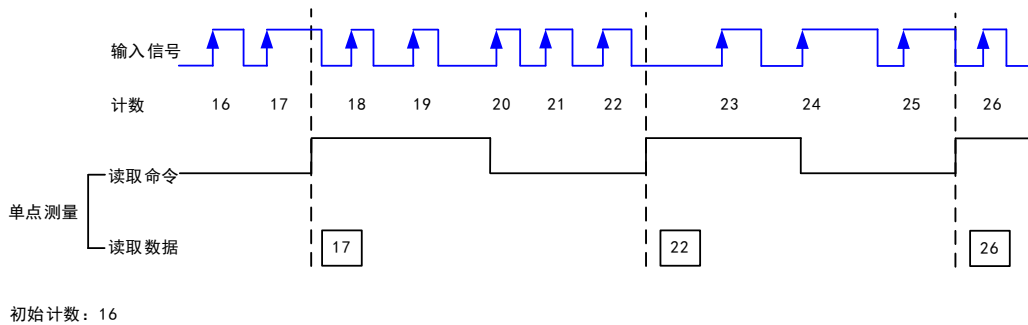 输入信号
计数 16 17 18 19 20 21 22 23 24 25 26
读取命令
单点测量
读取数据 17 22 26
初始计数：16